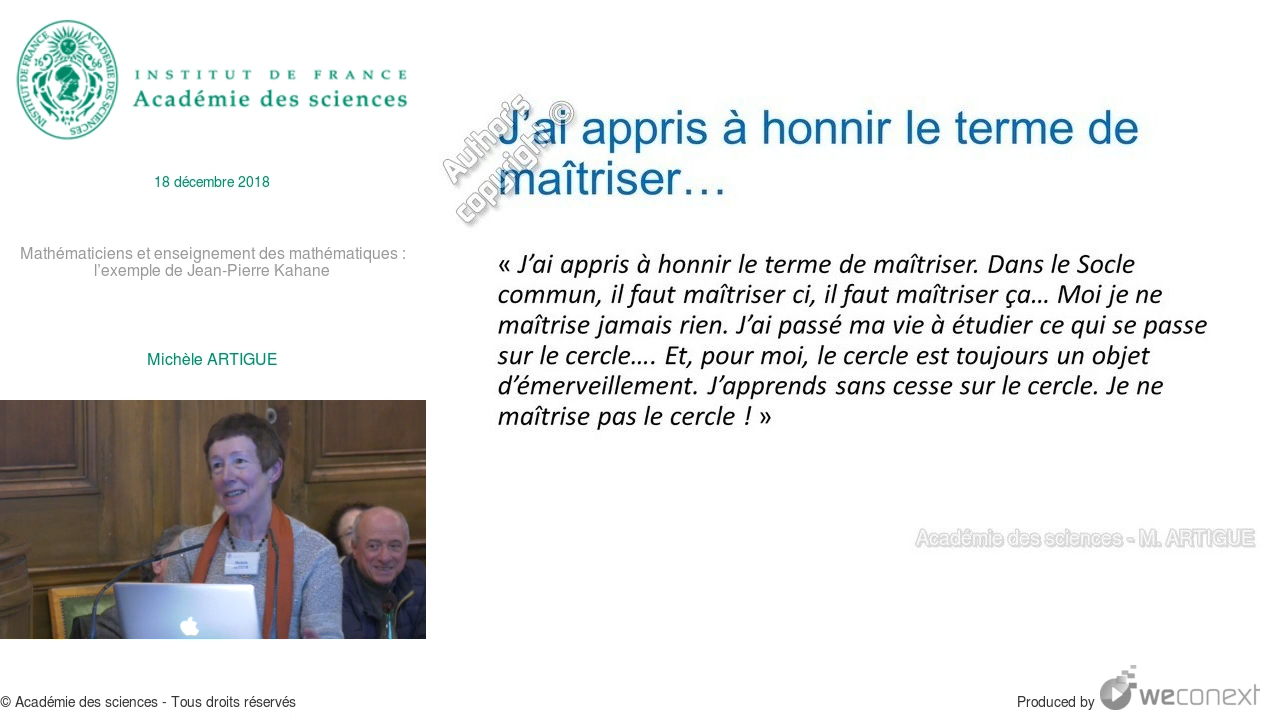 INSTITUT DE FRANCE
Académie des sciences
18 décembre 2018
Mathématiciens et enseignement des mathématiques :
l'exemple de Jean-Pierre Kahane
Michèle ARTIGUE
Author's
copyright ©
J'ai appris à honnir le terme de
maîtriser…
« J'ai appris à honnir le terme de maîtriser. Dans le Socle
commun, il faut maîtriser ci, il faut maîtriser ça… Moi je ne
maîtrise jamais rien. J'ai passé ma vie à étudier ce qui se passe
sur le cercle…. Et, pour moi, le cercle est toujours un objet
d'émerveillement. J'apprends sans cesse sur le cercle. Je ne
maîtrise pas le cercle ! »
Académie des sciences - M. ARTIGUE
© Académie des sciences - Tous droits réservés
Produced by weconext